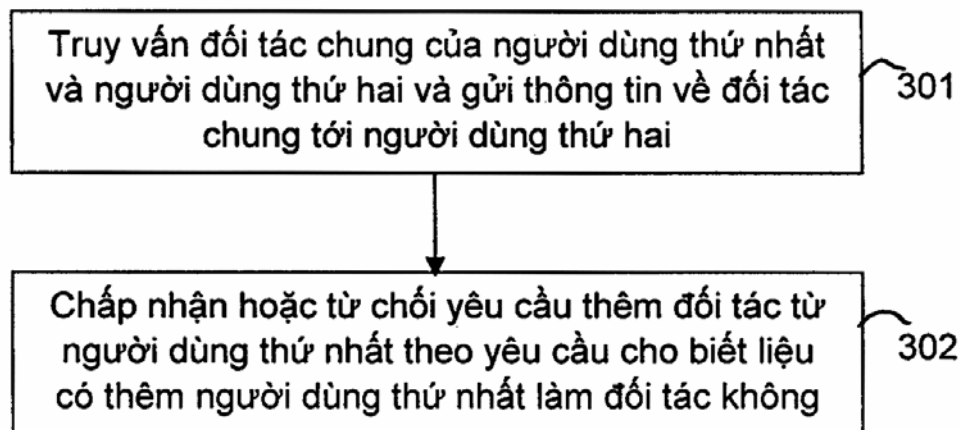 Truy vấn đối tác chung của người dùng thứ nhất
và người dùng thứ hai và gửi thông tin về đối tác
chung tới người dùng thứ hai
301
Chấp nhận hoặc từ chối yêu cầu thêm đối tác từ
người dùng thứ nhất theo yêu cầu cho biết liệu
có thêm người dùng thứ nhất làm đối tác không
302